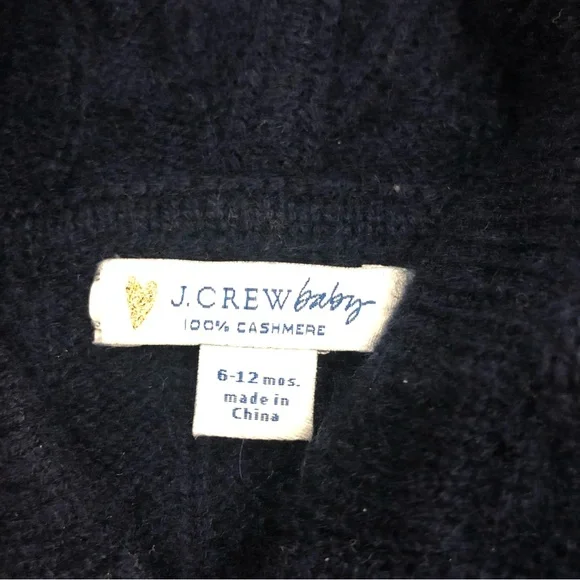 J.CREW baby
100% CASHMERE
6-12 mos.
made in
China